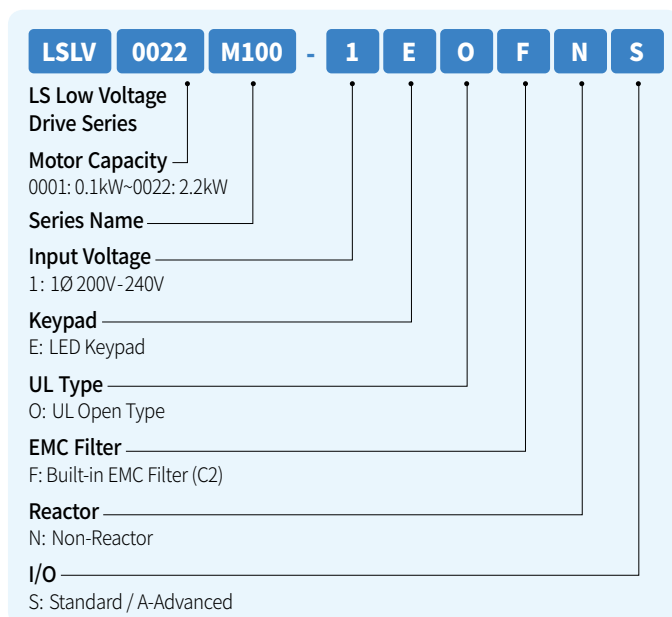 LSLV 0022 M100 - 1 E O F N S
LS Low Voltage
Drive Series
Motor Capacity
0001: 0.1kW~0022: 2.2kW
Series Name
Input Voltage
1: 1Ø 200V-240V
Keypad
E: LED Keypad
UL Type
O: UL Open Type
EMC Filter
F: Built-in EMC Filter (C2)
Reactor
N: Non-Reactor
I/O
S: Standard / A-Advanced